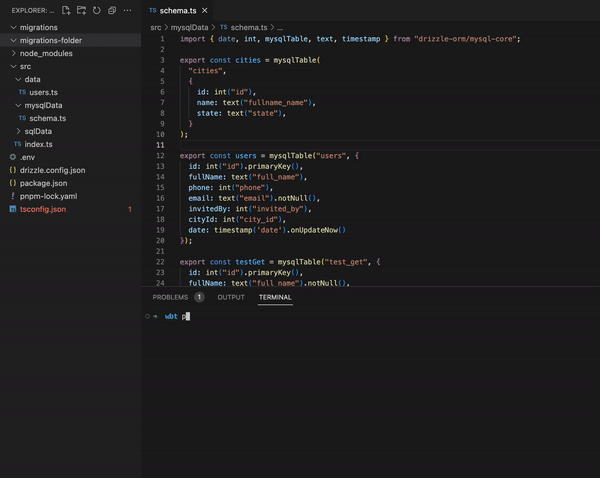 EXPLORER: ...
migrations
migrations-folder
node_modules
src
data
TS users.ts
mysqlData
TS schema.ts
sqlData
TS index.ts
.env
drizzle.config.json
package.json
pnpm-lock.yaml
tsconfig.json 1
TS schema.ts
src > mysqlData > TS schema.ts > ...
1 import { date, int, mysqlTable, text, timestamp } from "drizzle-orm/mysql-core";
2
3 export const cities = mysqlTable(
4 "cities",
5 {
6 id: int("id"),
7 name: text("fullname_name"),
8 state: text("state"),
9 }
10 );
11
12 export const users = mysqlTable("users", {
13 id: int("id").primaryKey(),
14 fullName: text("full_name"),
15 phone: int("phone"),
16 email: text("email").notNull(),
17 invitedBy: int("invited_by"),
18 cityId: int("city_id"),
19 date: timestamp('date').onUpdateNow()
20 });
21
22 export const testGet = mysqlTable("test_get", {
23 id: int("id").primaryKey(),
24 fullName: text("full_name").notNull(),
PROBLEMS 1 OUTPUT TERMINAL
wbt p